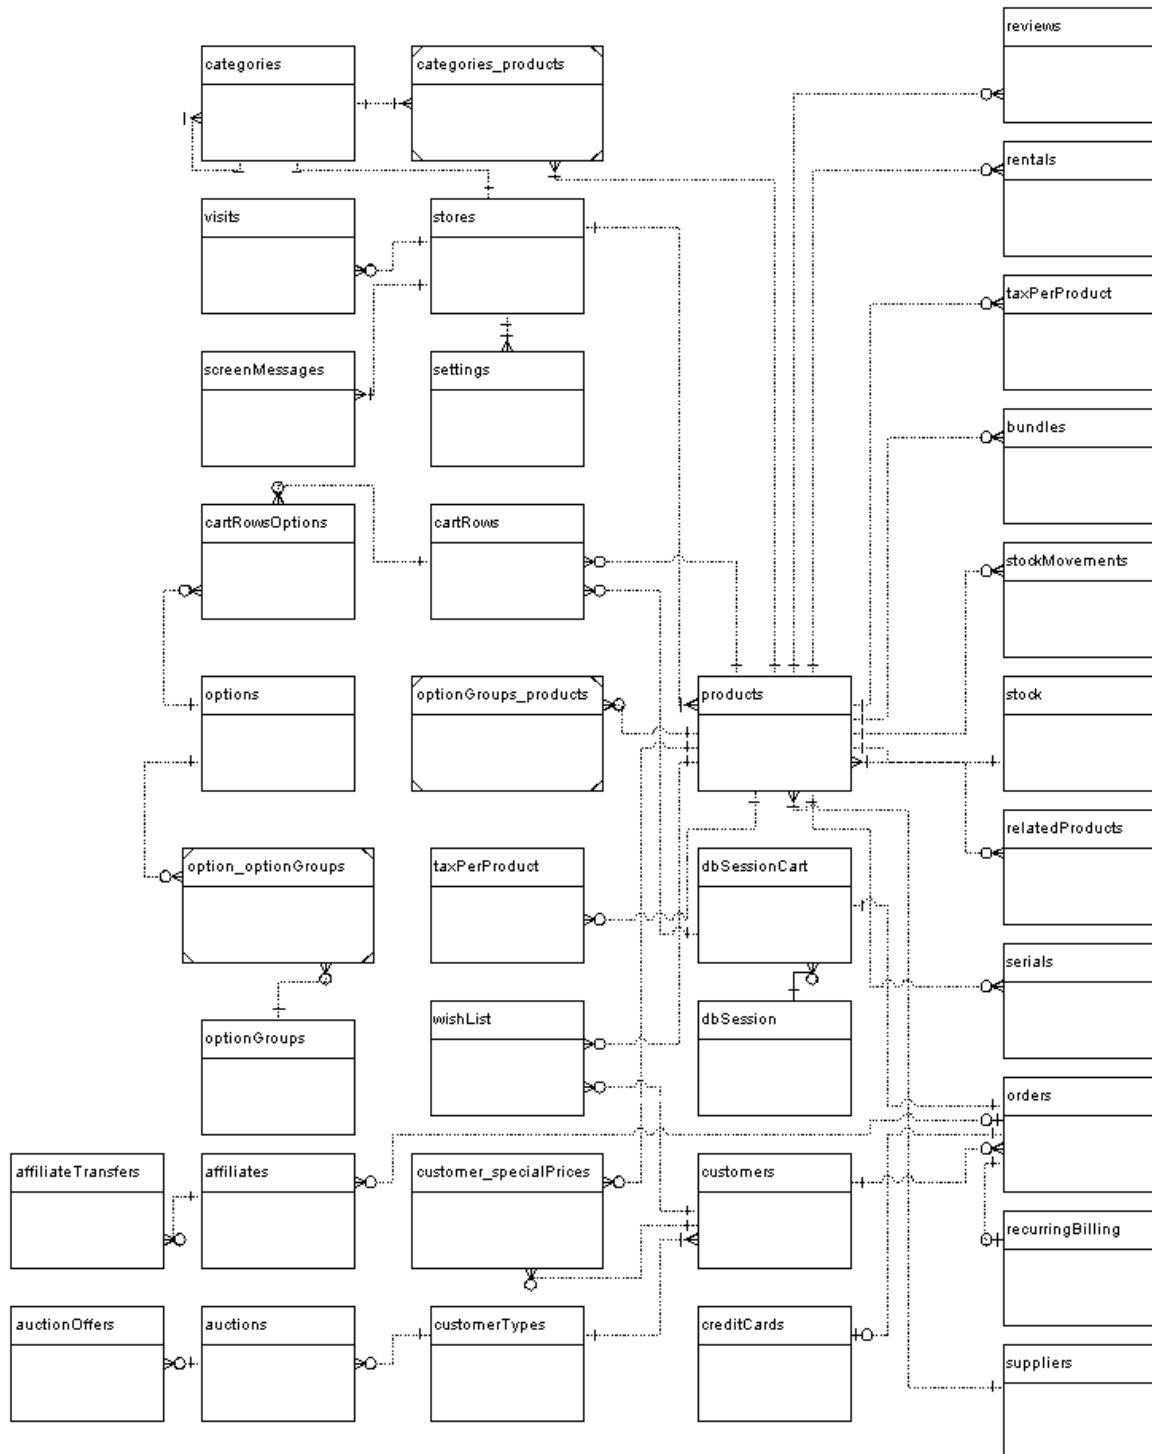 reviews
categories
categories_products
rentals
visits
stores
taxPerProduct
screenMessages
settings
bundles
cartRowsOptions
cartRows
stockMovements
options
optionGroups_products
products
stock
relatedProducts
option_optionGroups
taxPerProduct
dbSessionCart
serials
optionGroups
wishList
dbSession
orders
affiliateTransfers
affiliates
customer_specialPrices
customers
recurringBilling
auctionOffers
auctions
customerTypes
creditCards
suppliers